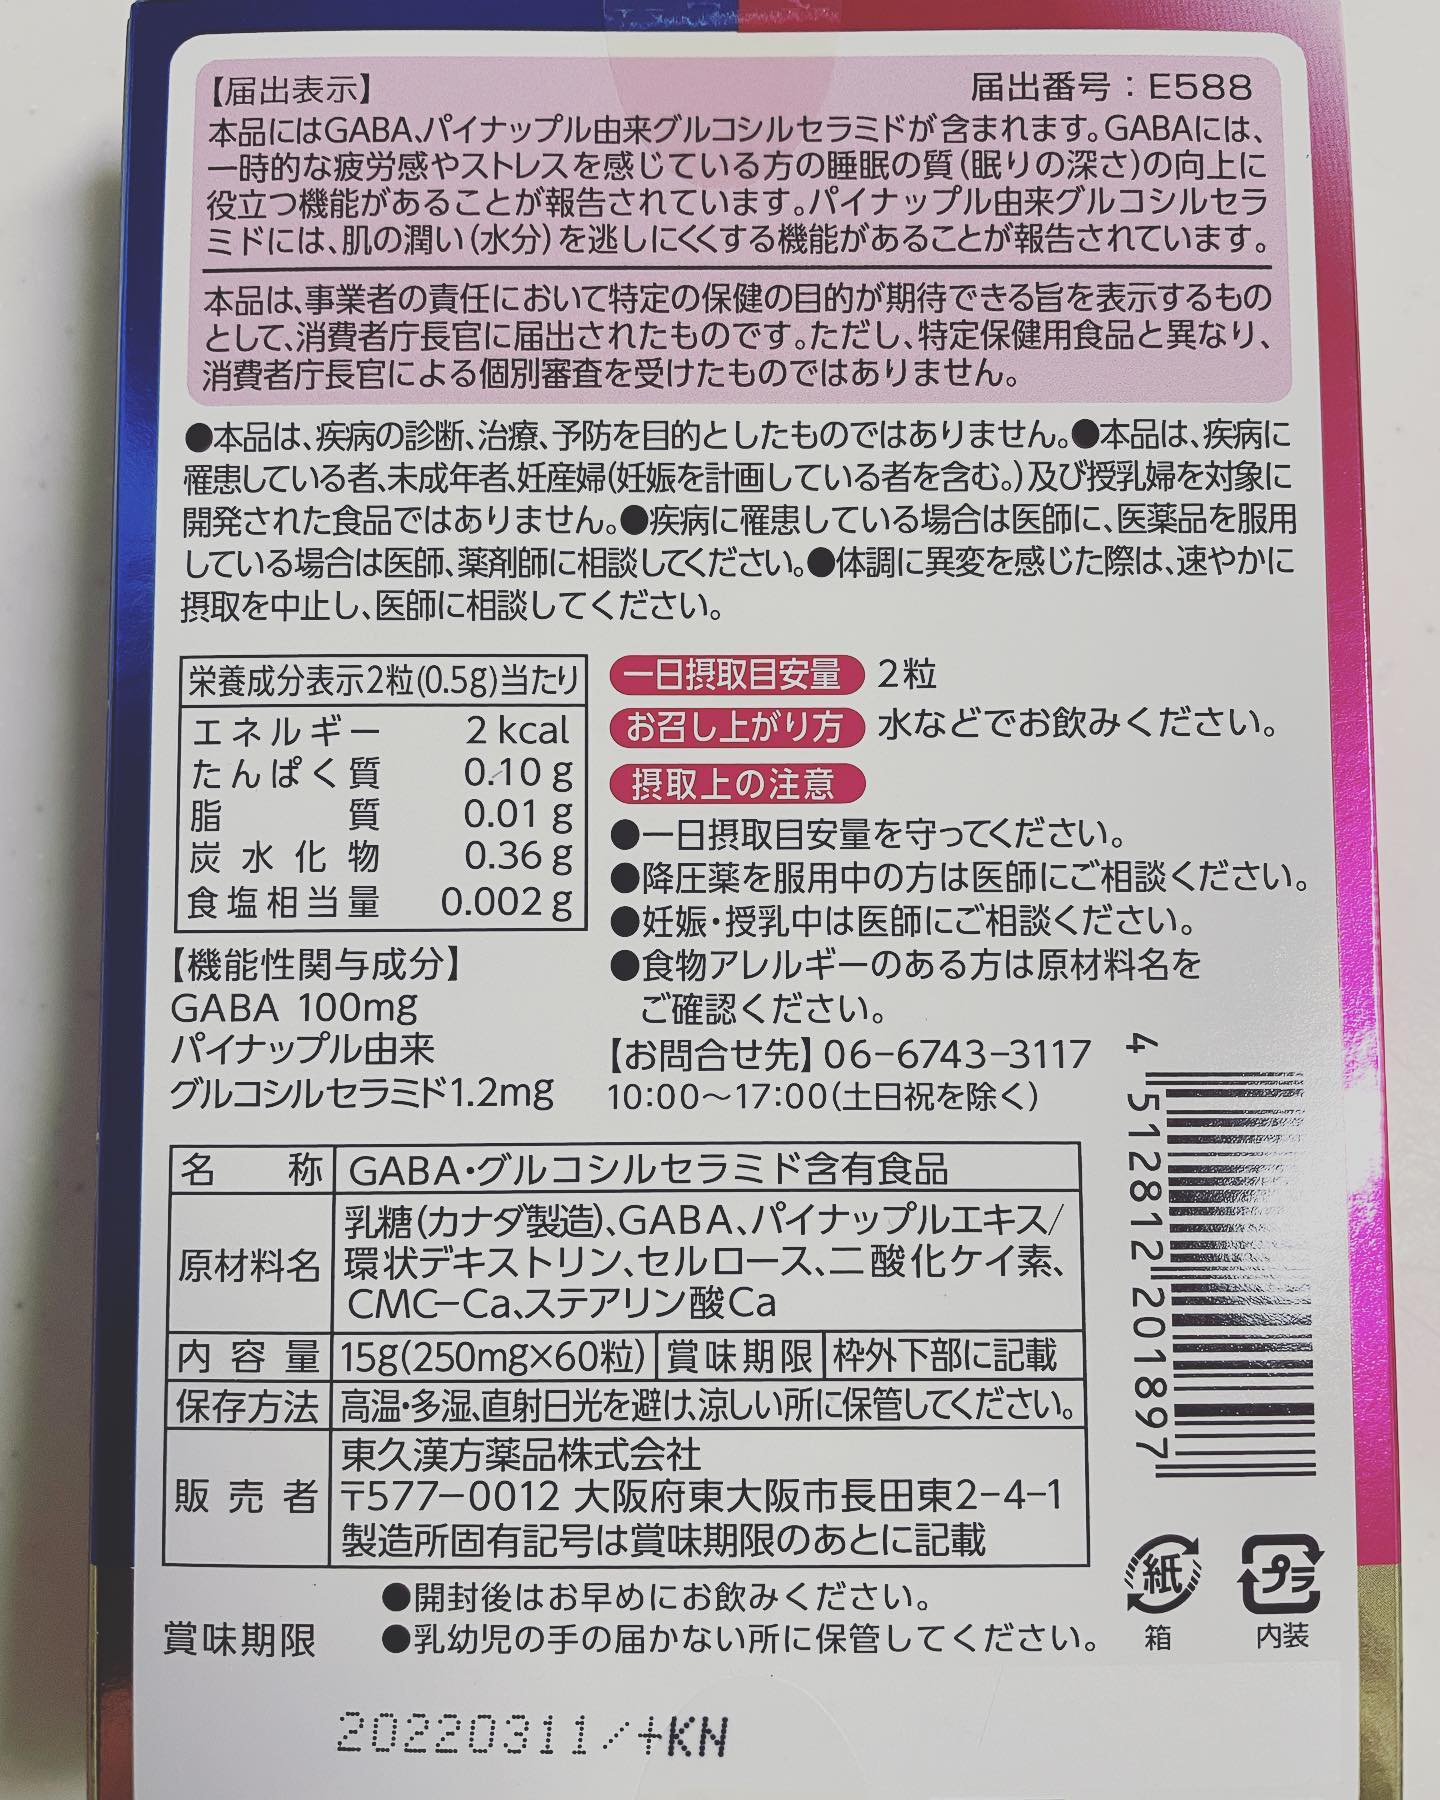 【届出表示】 届出番号：E588
本品にはGABA、パイナップル由来グルコシルセラミドが含まれます。GABAには、
一時的な疲労感やストレスを感じている方の睡眠の質(眠りの深さ)の向上に
役立つ機能があることが報告されています。パイナップル由来グルコシルセラ
ミドには、肌の潤い(水分)を逃しにくくする機能があることが報告されています。
本品は、事業者の責任において特定の保健の目的が期待できる旨を表示するもの
として、消費者庁長官に届出されたものです。ただし、特定保健用食品と異なり、
消費者庁長官による個別審査を受けたものではありません。
●本品は、疾病の診断、治療、予防を目的としたものではありません。●本品は、疾病に
罹患している者、未成年者、妊産婦(妊娠を計画している者を含む。)及び授乳婦を対象に
開発された食品ではありません。●疾病に罹患している場合は医師に、医薬品を服用
している場合は医師、薬剤師に相談してください。●体調に異変を感じた際は、速やかに
摂取を中止し、医師に相談してください。
栄養成分表示2粒(0.5g)当たり
エネルギー 2 kcal
たんぱく質 0.10 g
脂質 0.01 g
炭水化物 0.36 g
食塩相当量 0.002 g
【機能性関与成分】
GABA 100mg
パイナップル由来
グルコシルセラミド1.2mg
一日摂取目安量 2粒
お召し上がり方 水などでお飲みください。
摂取上の注意
●一日摂取目安量を守ってください。
●降圧薬を服用中の方は医師にご相談ください。
●妊娠・授乳中は医師にご相談ください。
●食物アレルギーのある方は原材料名を
ご確認ください。
【お問合せ先】06-6743-3117
10:00〜17:00(土日祝を除く)
名称 GABA・グルコシルセラミド含有食品
原材料名 乳糖(カナダ製造)、GABA、パイナップルエキス/
環状デキストリン、セルロース、二酸化ケイ素、
CMC-Ca、ステアリン酸Ca
内容量 15g(250mg×60粒) 賞味期限 枠外下部に記載
保存方法 高温・多湿、直射日光を避け、涼しい所に保管してください。
販売者 東久漢方薬品株式会社
〒577-0012 大阪府東大阪市長田東2-4-1
製造所固有記号は賞味期限のあとに記載
4 512812 201897
紙
箱
プラ
内装
●開封後はお早めにお飲みください。
賞味期限 ●乳幼児の手の届かない所に保管してください。
20220311/+KN